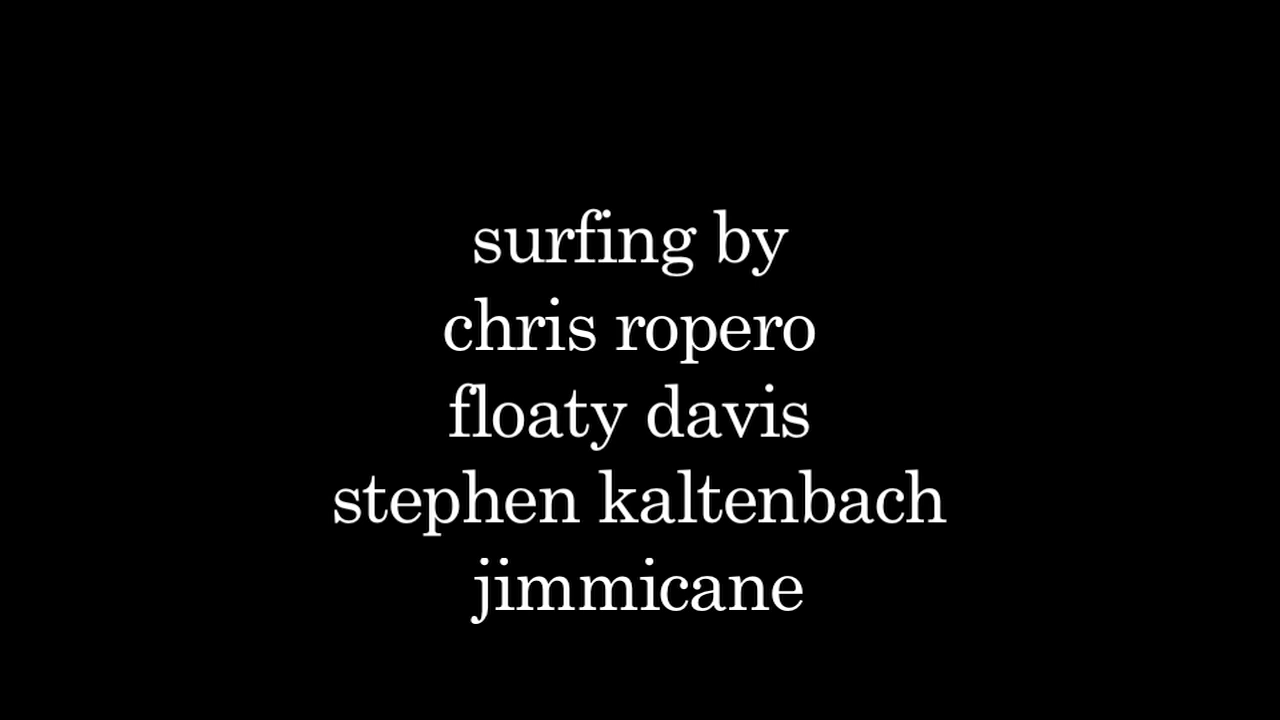 surfing by
chris ropero
floaty davis
stephen kaltenbach
jimmicane